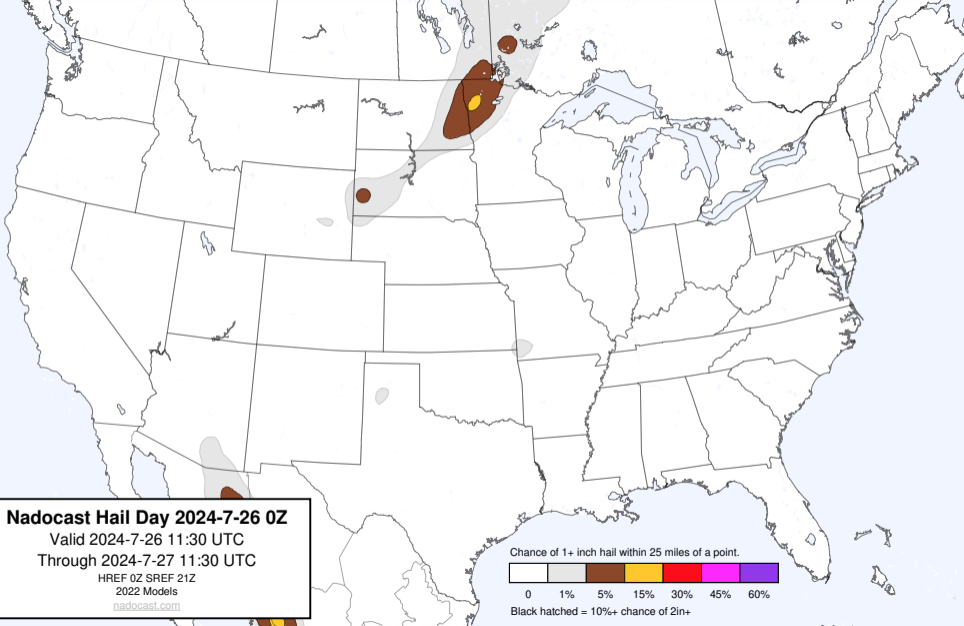 Nadocast Hail Day 2024-7-26 0Z
Valid 2024-7-26 11:30 UTC
Through 2024-7-27 11:30 UTC
HREF 0Z SREF 21Z
2022 Models
nadocast.com
Chance of 1+ inch hail within 25 miles of a point.
0 1% 5% 15% 30% 45% 60%
Black hatched = 10%+ chance of 2in+